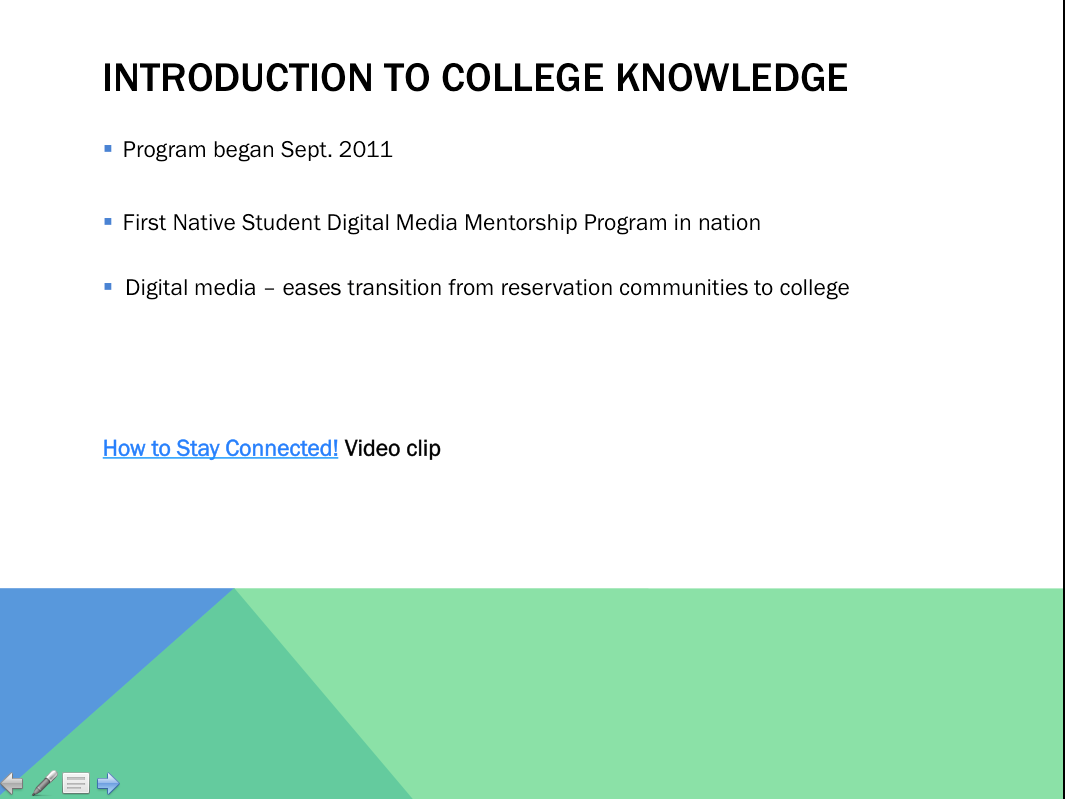 INTRODUCTION TO COLLEGE KNOWLEDGE
Program began Sept. 2011
First Native Student Digital Media Mentorship Program in nation
Digital media – eases transition from reservation communities to college
How to Stay Connected! Video clip